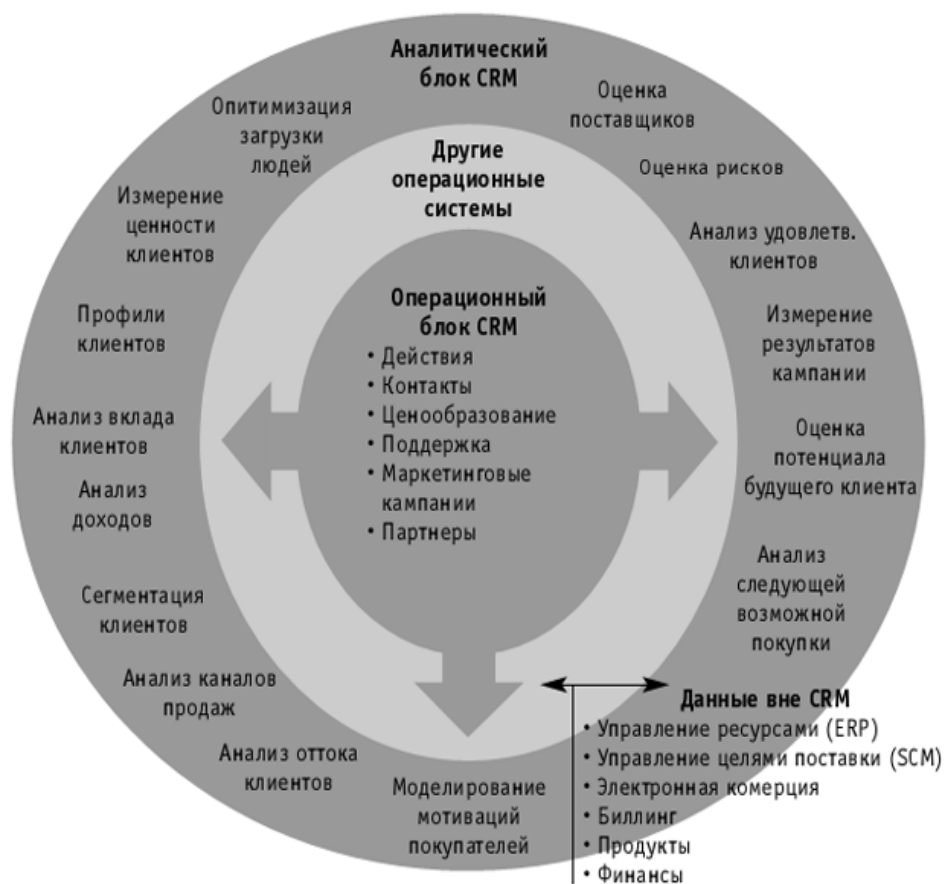 Аналитический
блок CRM
Опитимизация
загрузки
людей
Оценка
поставщиков
Другие
операционные
системы
Оценка рисков
Измерение
ценности
клиентов
Анализ удовлетв.
клиентов
Операционный
блок CRM
• Действия
• Контакты
• Ценообразование
• Поддержка
• Маркетинговые
кампании
• Партнеры
Профили
клиентов
Измерение
результатов
кампании
Анализ вклада
клиентов
Оценка
потенциала
будущего клиента
Анализ
доходов
Анализ
следующей
возможной
покупки
Сегментация
клиентов
Анализ каналов
продаж
Анализ оттока
клиентов
Моделирование
мотиваций
покупателей
Данные вне CRM
• Управление ресурсами (ERP)
• Управление целями поставки (SCM)
• Электронная комерция
• Биллинг
• Продукты
• Финансы